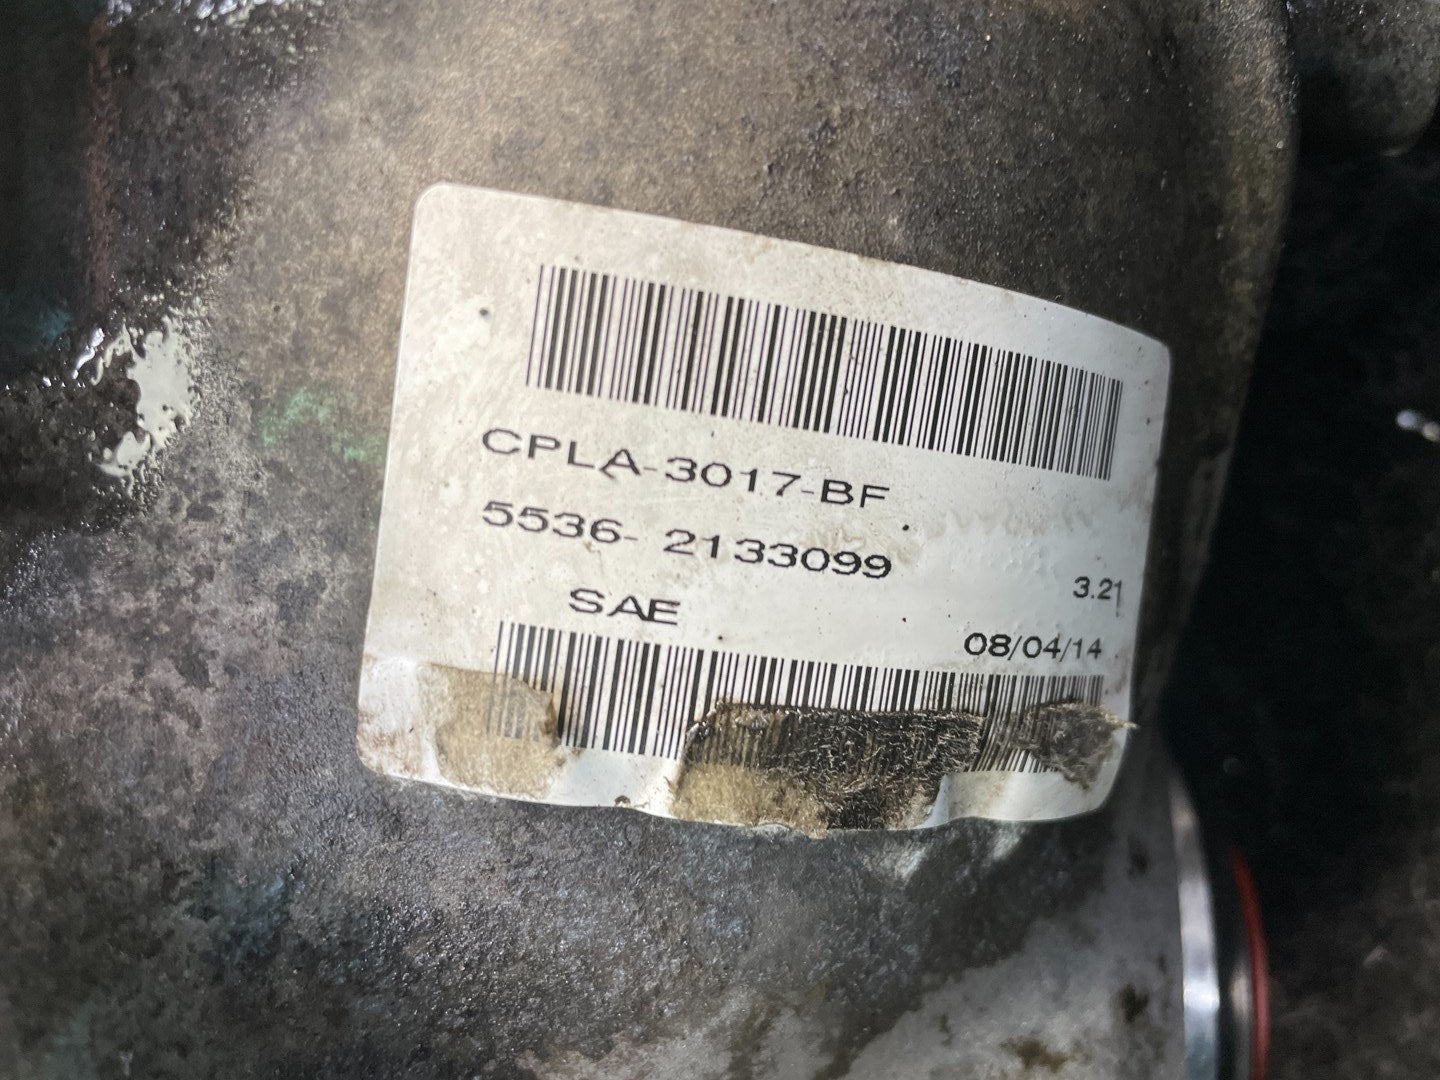 CPLA-3017-BF
5536- 2133099
3.21
SAE
08/04/14